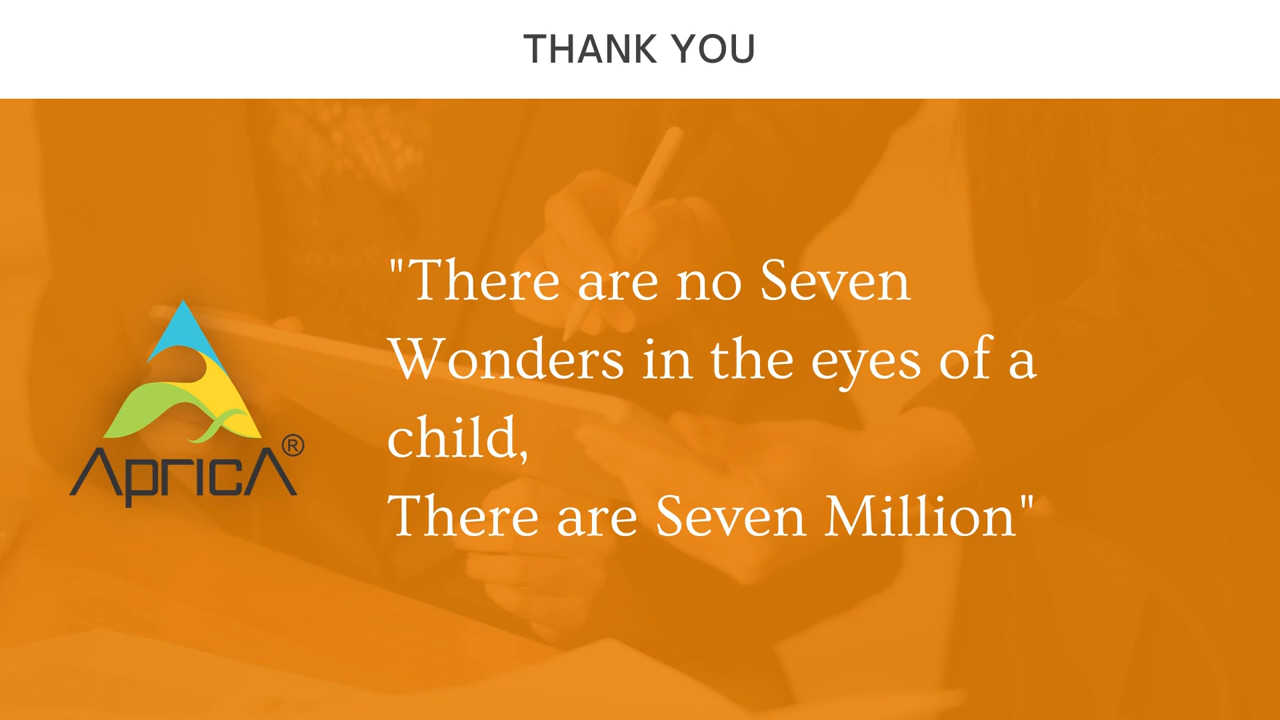 THANK YOU
"There are no Seven
Wonders in the eyes of a
child,
There are Seven Million"
ApricA®